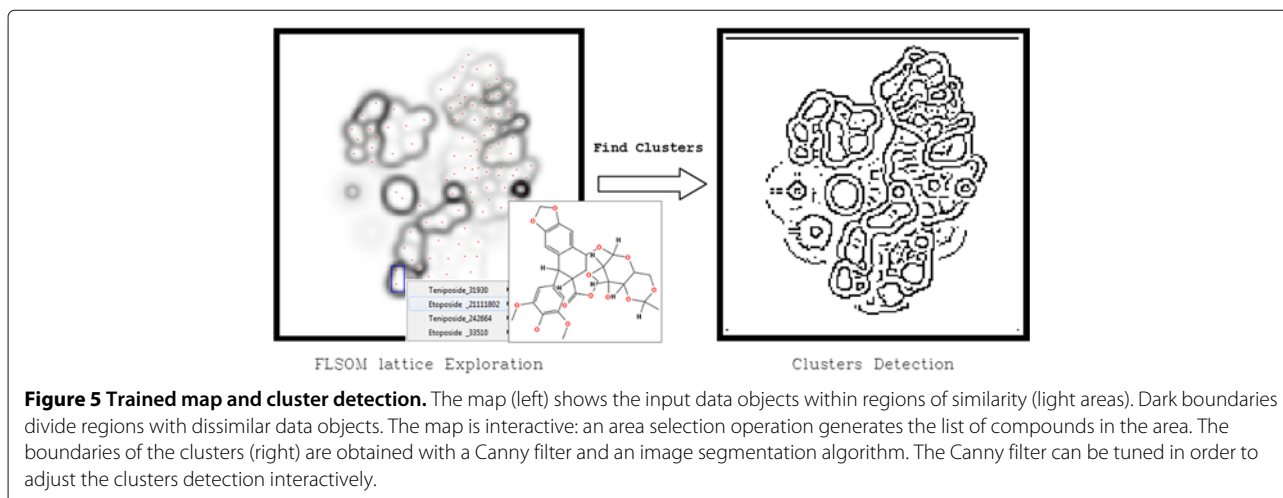 Find Clusters
Teniposide_31930
Etoposide _21111802
Teniposide_242664
Etoposide _33510
FLSOM lattice Exploration
Clusters Detection
Figure 5 Trained map and cluster detection. The map (left) shows the input data objects within regions of similarity (light areas). Dark boundaries
divide regions with dissimilar data objects. The map is interactive: an area selection operation generates the list of compounds in the area. The
boundaries of the clusters (right) are obtained with a Canny filter and an image segmentation algorithm. The Canny filter can be tuned in order to
adjust the clusters detection interactively.